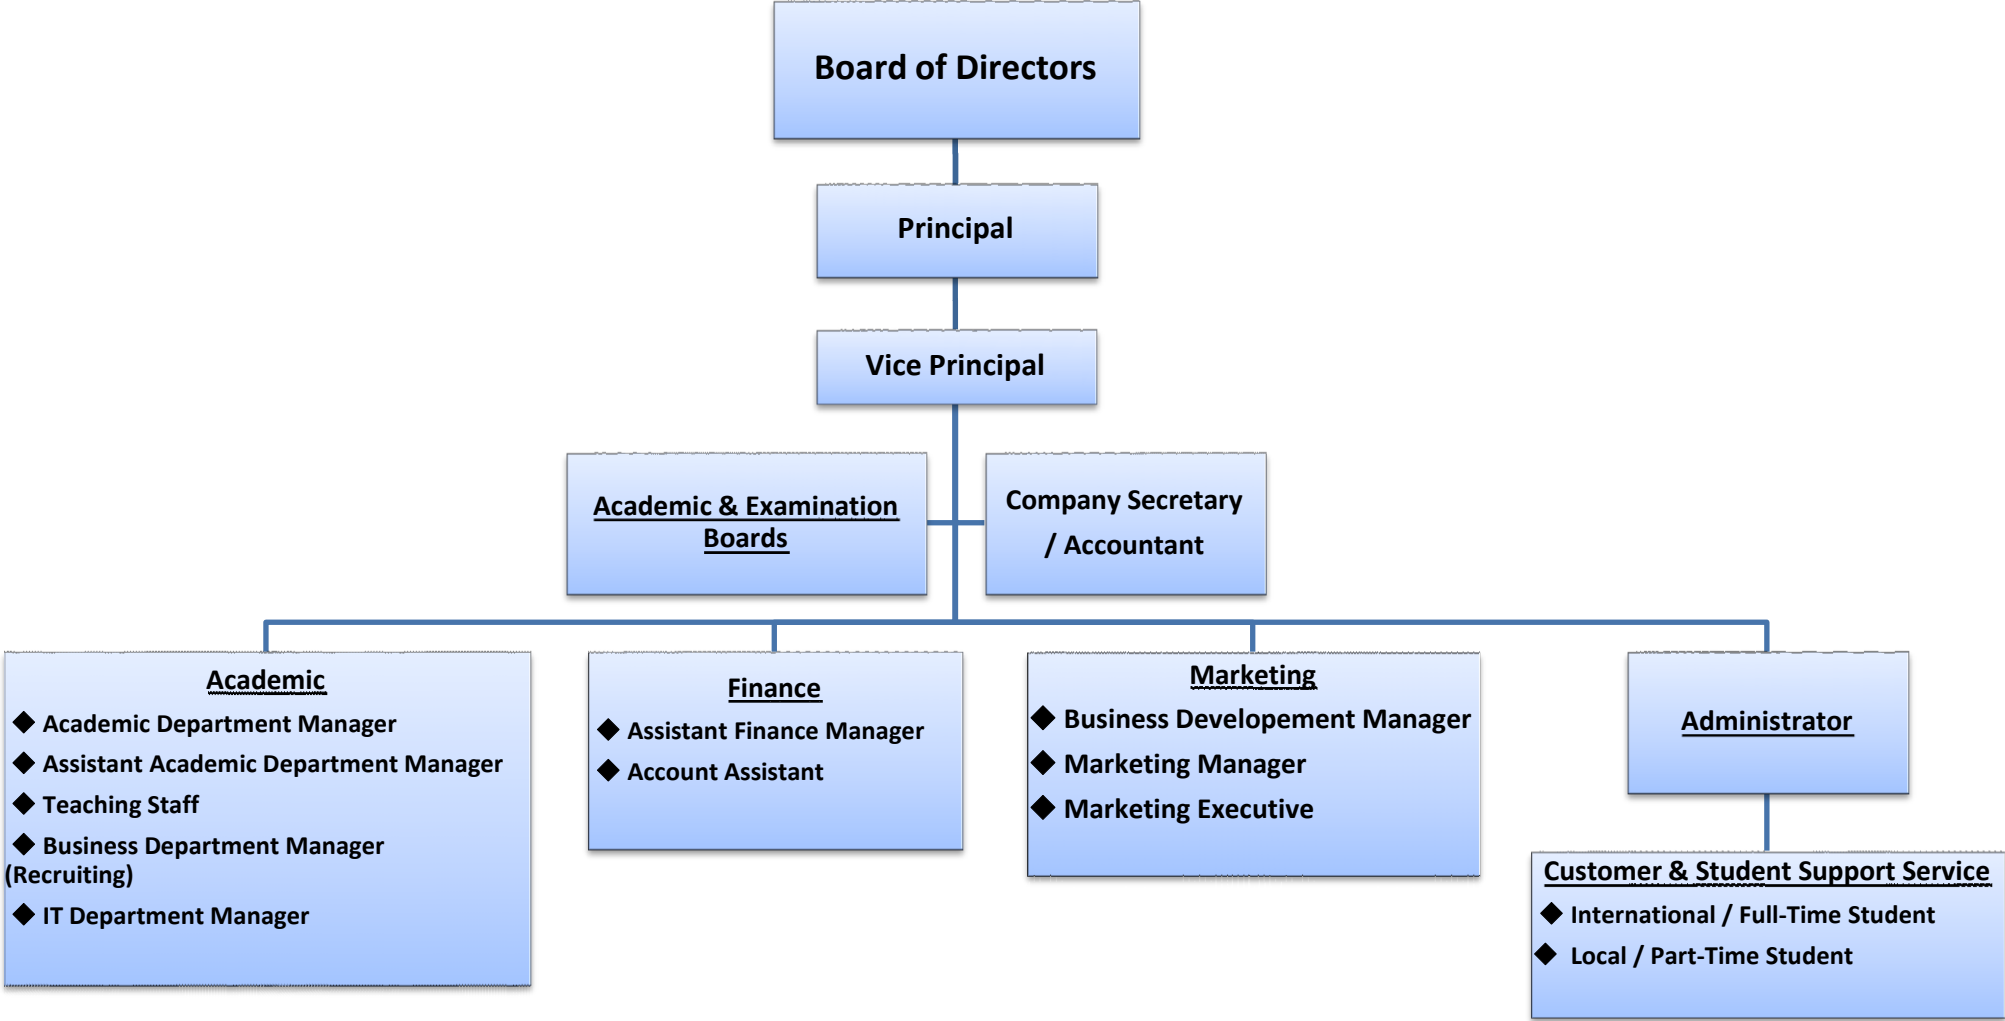 Board of Directors
Principal
Vice Principal
Academic & Examination
Boards
Company Secretary
/ Accountant
Academic
◆ Academic Department Manager
◆ Assistant Academic Department Manager
◆ Teaching Staff
◆ Business Department Manager
(Recruiting)
◆ IT Department Manager
Finance
◆ Assistant Finance Manager
◆ Account Assistant
Marketing
◆ Business Developement Manager
◆ Marketing Manager
◆ Marketing Executive
Administrator
Customer & Student Support Service
◆ International / Full-Time Student
◆ Local / Part-Time Student